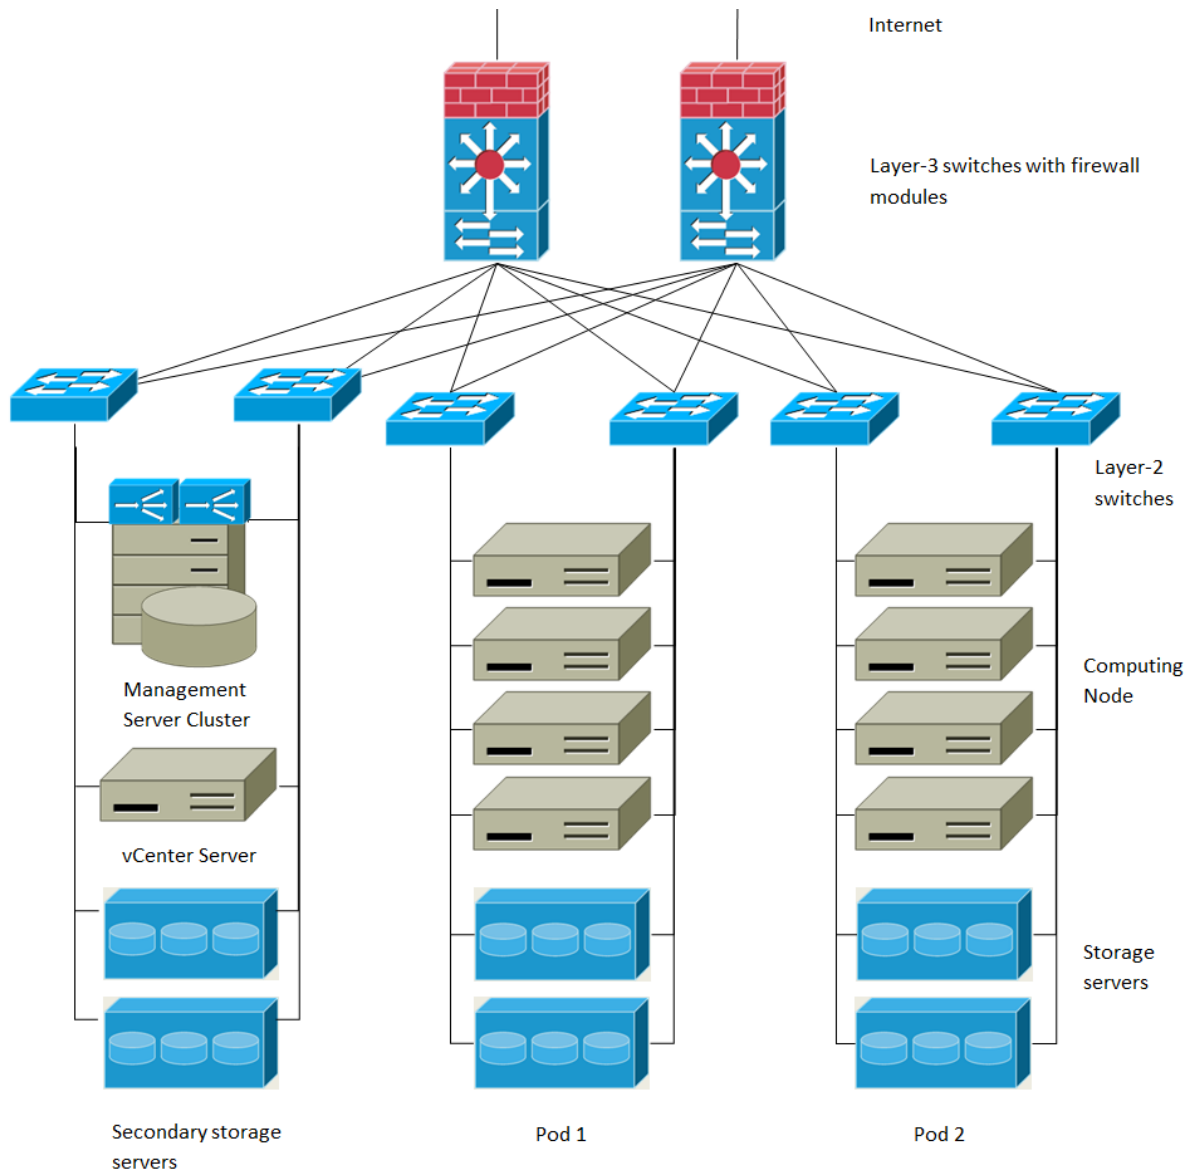 Internet
Layer-3 switches with firewall
modules
Layer-2
switches
Management
Server Cluster
Computing
Node
vCenter Server
Storage
servers
Secondary storage
servers
Pod 1
Pod 2